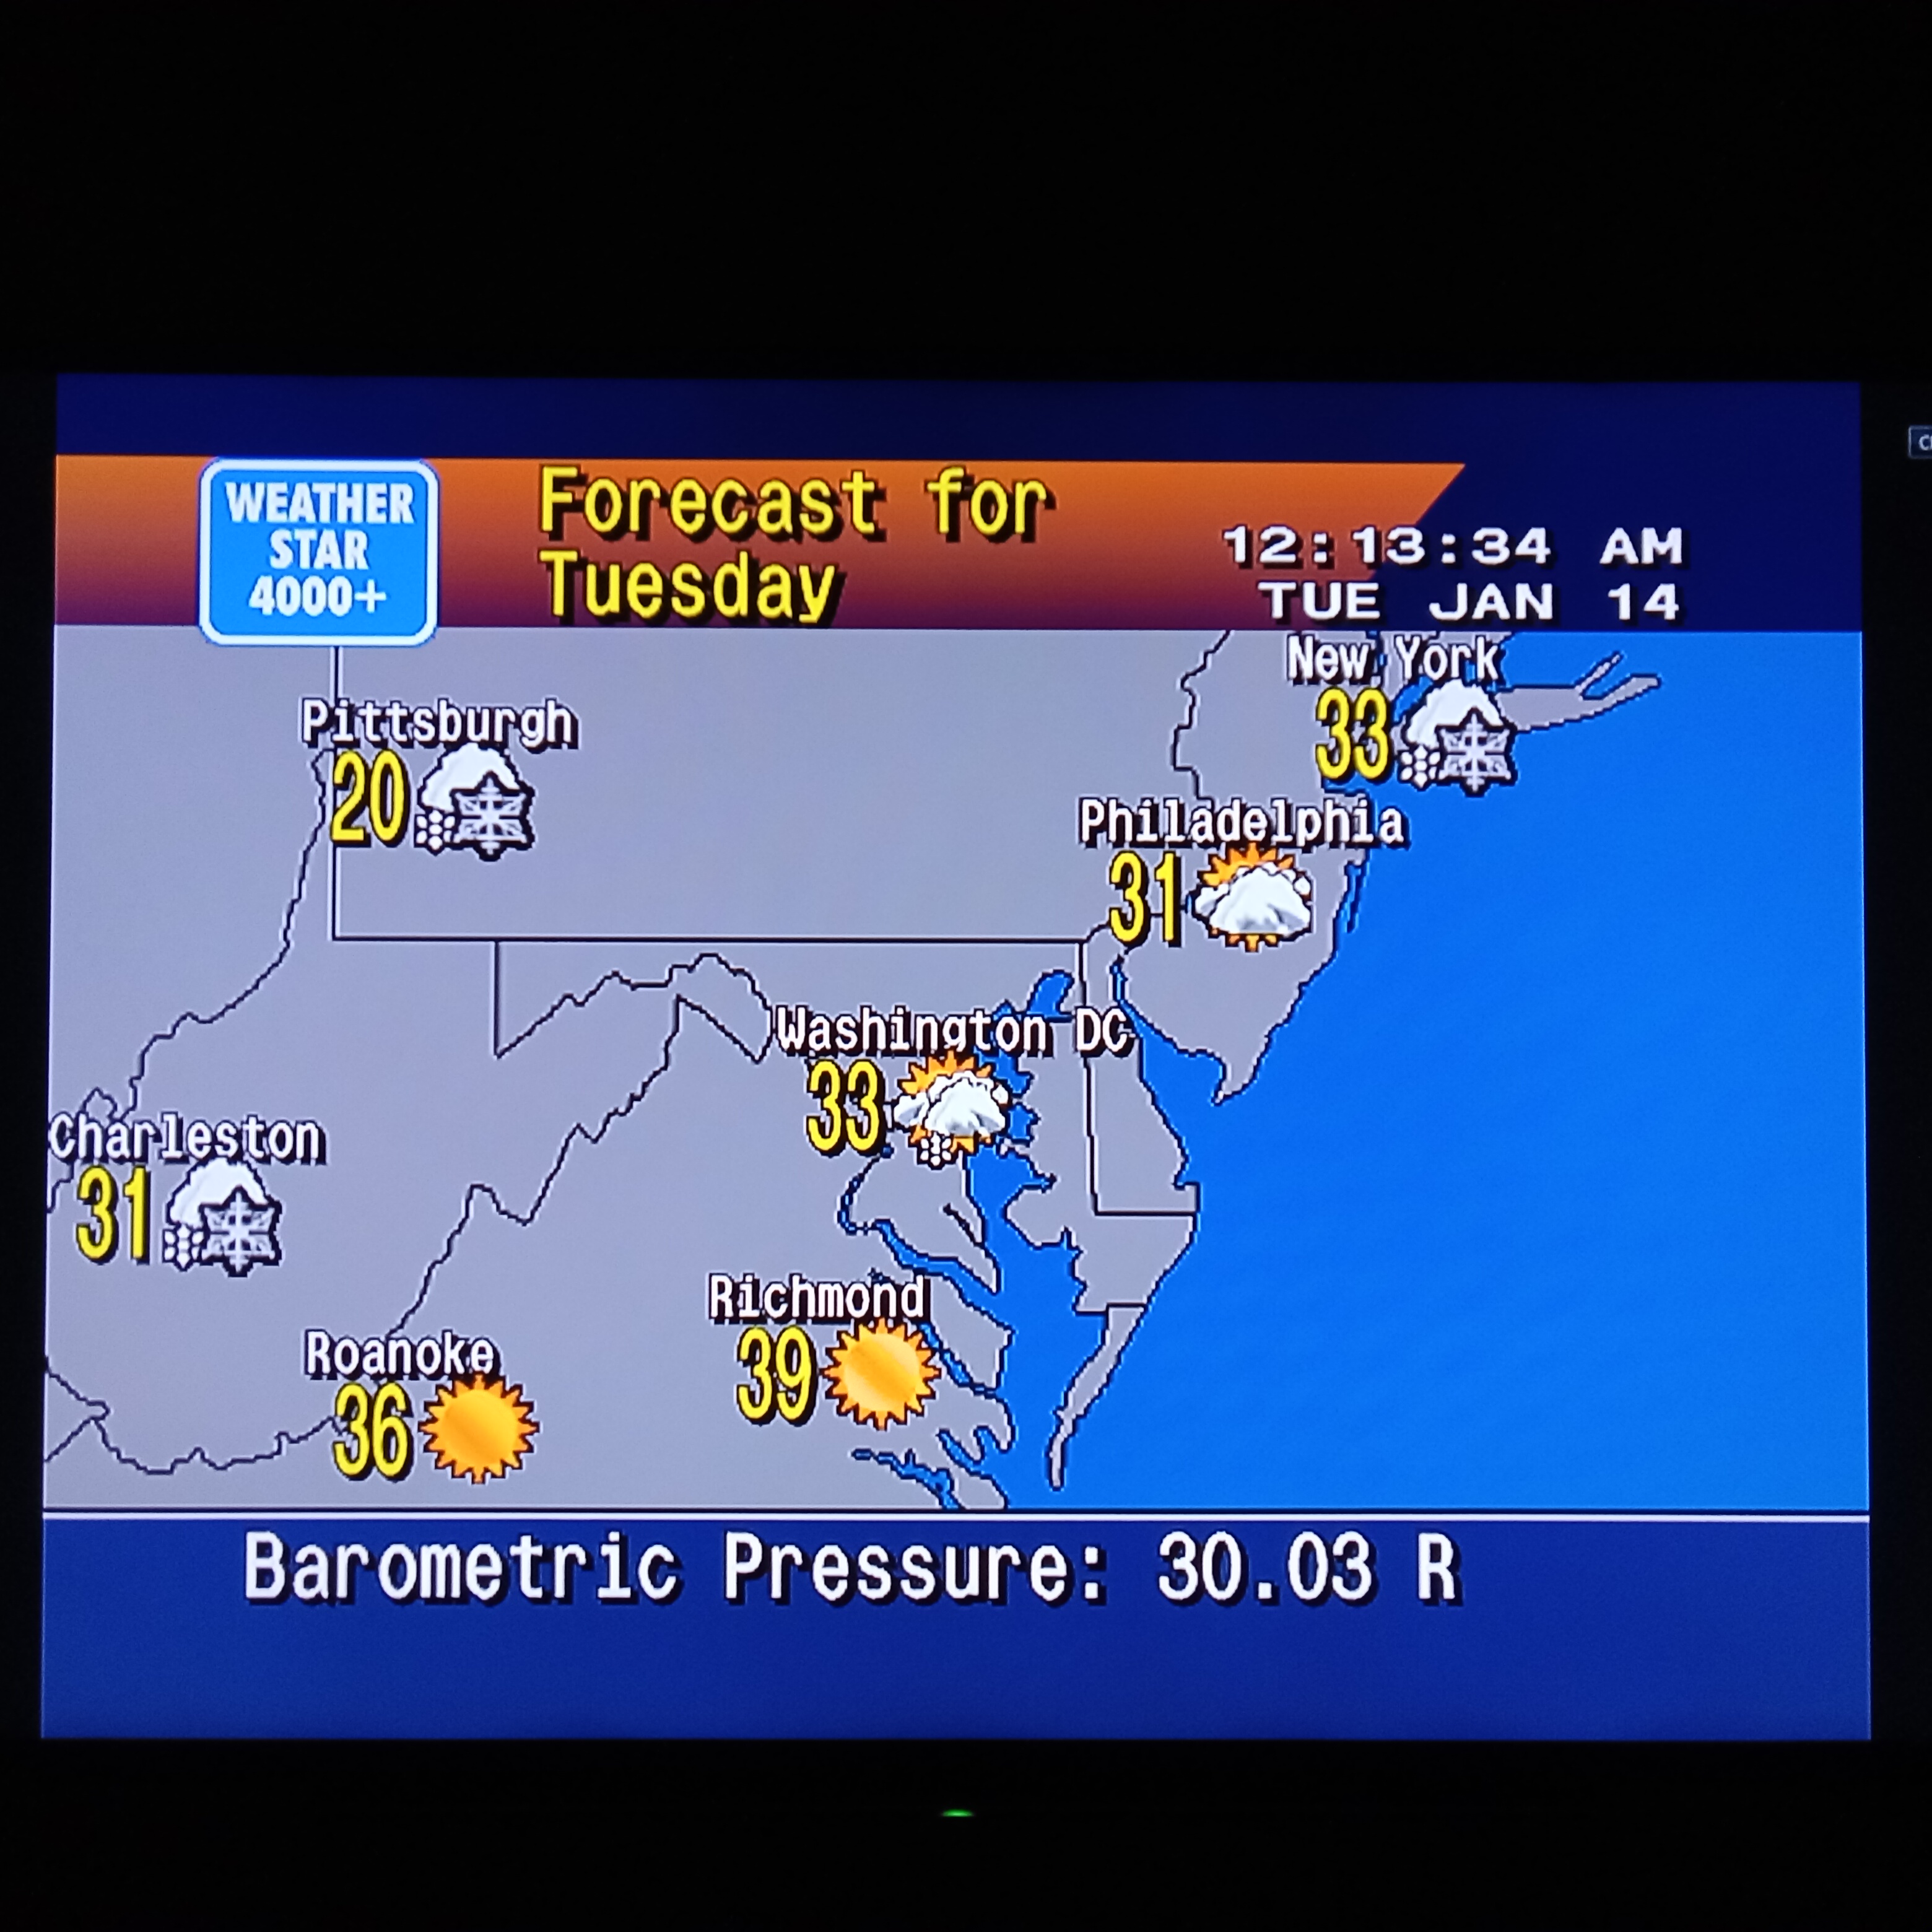 WEATHER
STAR
4000+
Forecast for
Tuesday
12:13:34 AM
TUE JAN 14
New York
33
Pittsburgh
20
Philadelphia
31
Washington DC
33
Charleston
31
Richmond
39
Roanoke
36
Barometric Pressure: 30.03 R